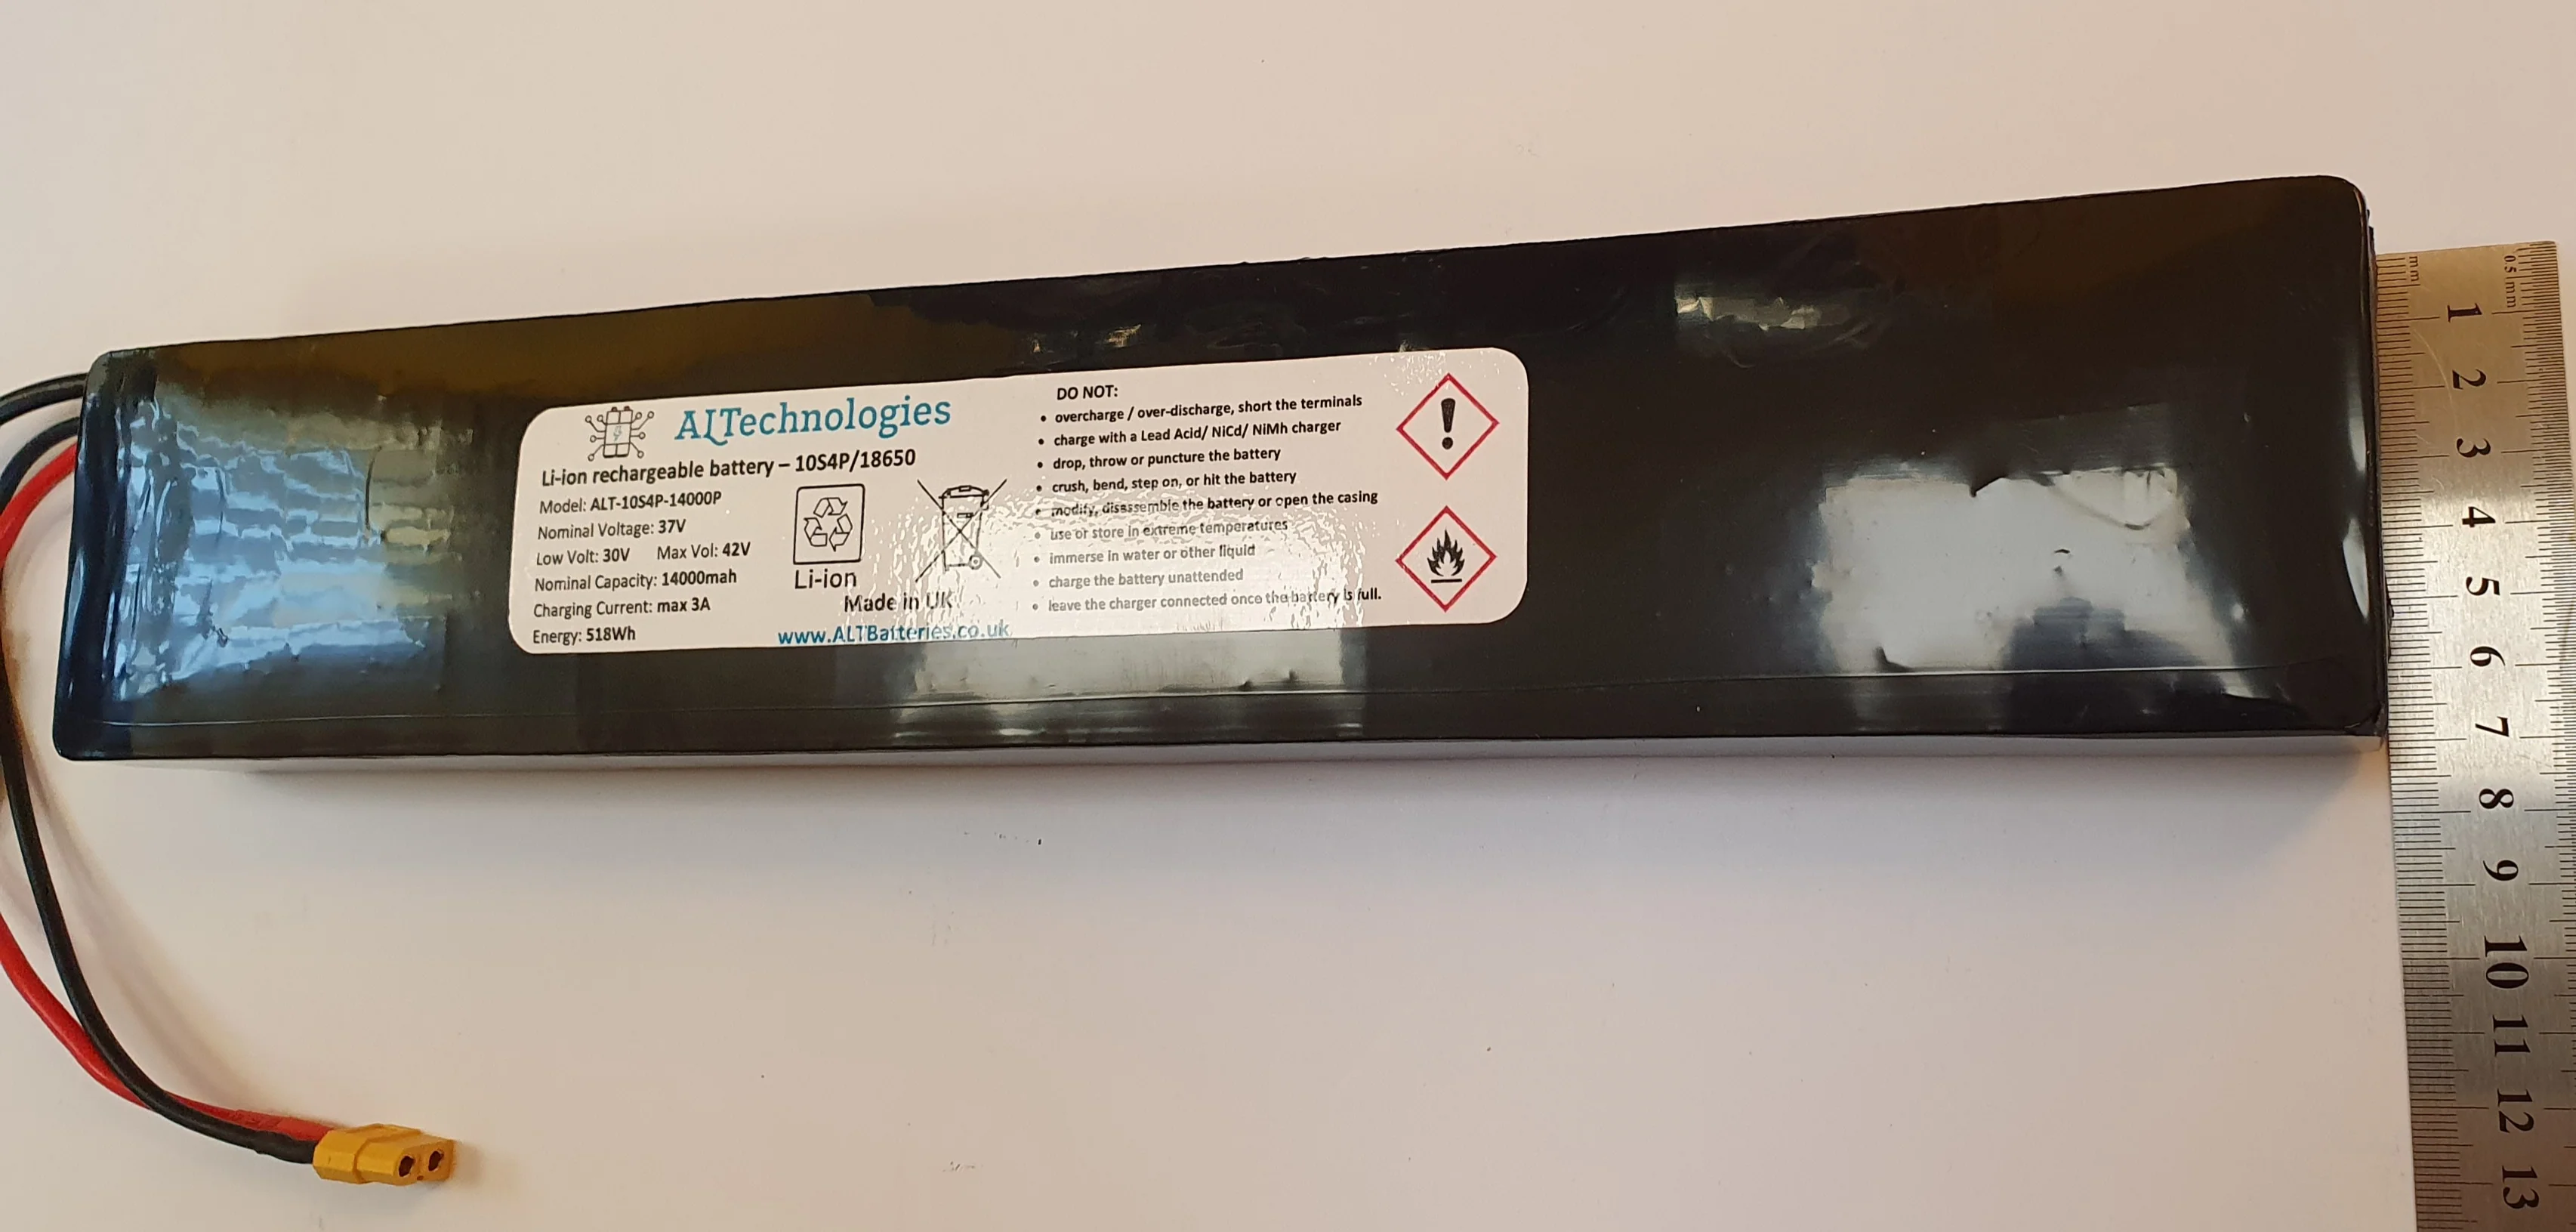 ALTechnologies
Li-ion rechargeable battery – 10S4P/18650
Model: ALT-10S4P-14000P
Nominal Voltage: 37V
Low Volt: 30V Max Vol: 42V
Nominal Capacity: 14000mah
Charging Current: max 3A
Energy: 518Wh
Li-ion
Made in UK
www.ALTBatteries.co.uk
DO NOT:
• overcharge / over-discharge, short the terminals
• charge with a Lead Acid/ NiCd/ NiMh charger
• drop, throw or puncture the battery
• crush, bend, step on, or hit the battery
• modify, disassemble the battery or open the casing
• use or store in extreme temperatures
• immerse in water or other liquid
• charge the battery unattended
• leave the charger connected once the battery is full.
mm
0.5 mm
1
2
3
4
5
6
7
8
9
10
11
12
13